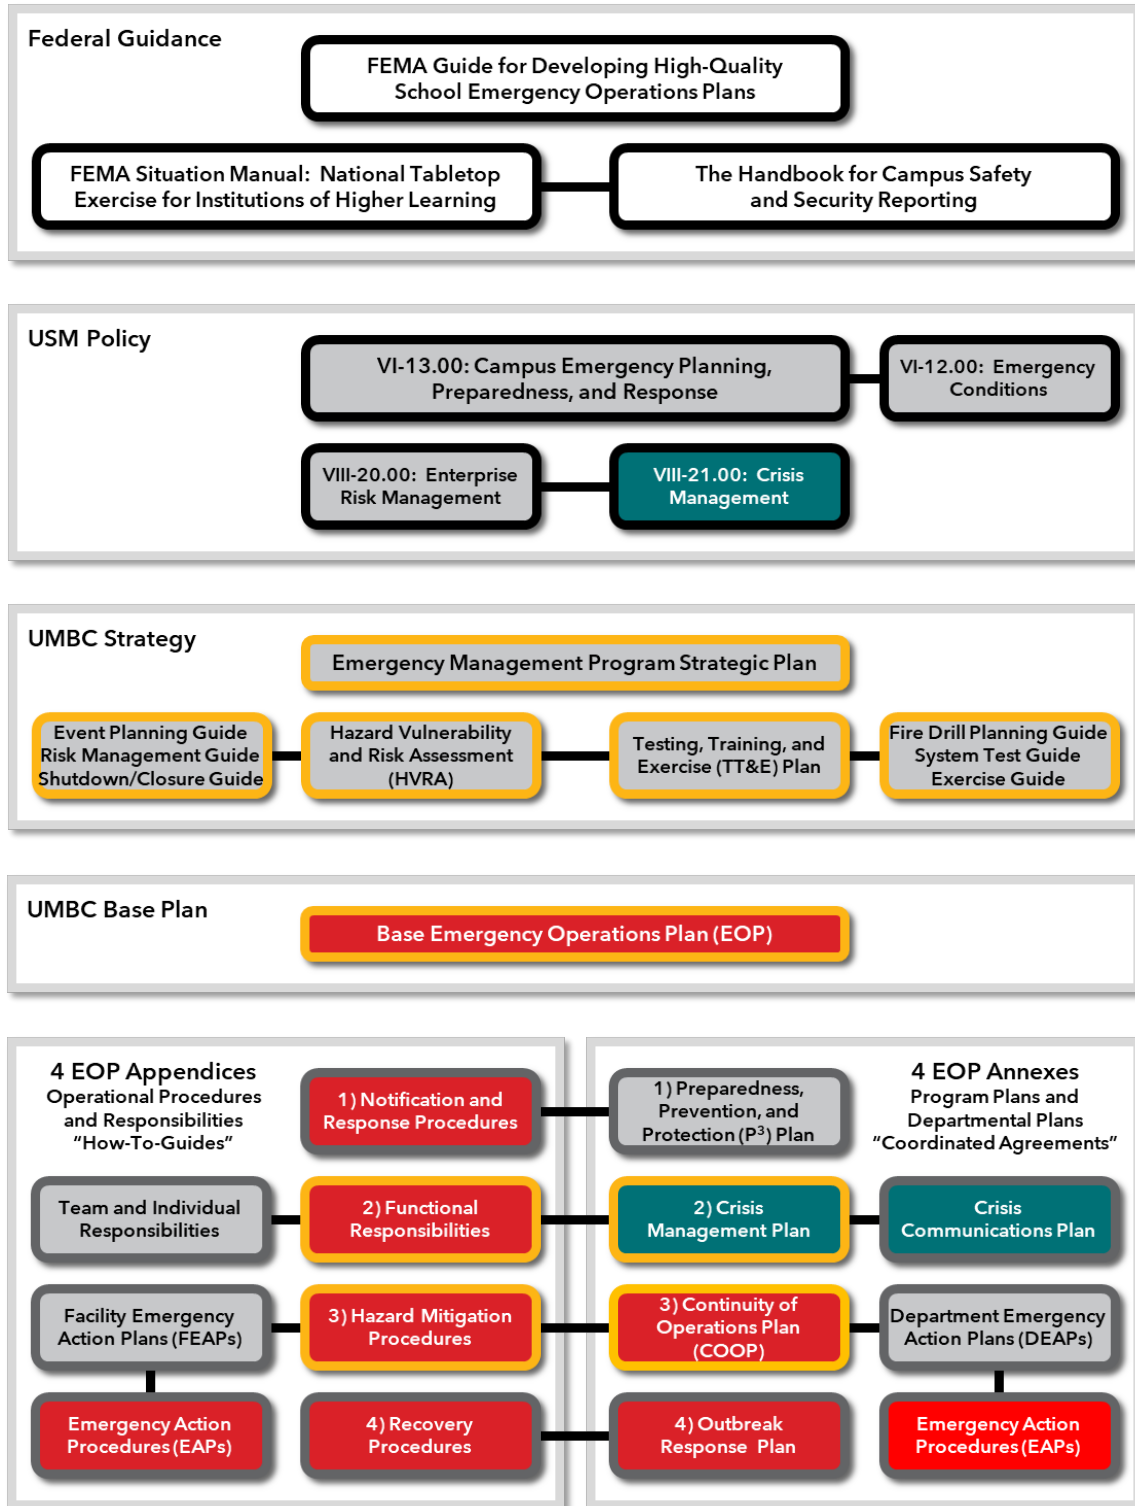 Federal Guidance
FEMA Guide for Developing High-Quality
School Emergency Operations Plans
FEMA Situation Manual:  National Tabletop
Exercise for Institutions of Higher Learning
The Handbook for Campus Safety
and Security Reporting
USM Policy
VI-13.00: Campus Emergency Planning,
Preparedness, and Response
VI-12.00:  Emergency
Conditions
VIII-20.00:  Enterprise
Risk Management
VIII-21.00:  Crisis
Management
UMBC Strategy
Emergency Management Program Strategic Plan
Event Planning Guide
Risk Management Guide
Shutdown/Closure Guide
Hazard Vulnerability
and Risk Assessment
(HVRA)
Testing, Training, and
Exercise (TT&E) Plan
Fire Drill Planning Guide
System Test Guide
Exercise Guide
UMBC Base Plan
Base Emergency Operations Plan (EOP)
4 EOP Appendices
Operational Procedures
and Responsibilities
“How-To-Guides”
1) Notification and
Response Procedures
Team and Individual
Responsibilities
2) Functional
Responsibilities
Facility Emergency
Action Plans (FEAPs)
3) Hazard Mitigation
Procedures
Emergency Action
Procedures (EAPs)
4) Recovery
Procedures
1) Preparedness,
Prevention, and
Protection (P³) Plan
4 EOP Annexes
Program Plans and
Departmental Plans
“Coordinated Agreements”
2) Crisis
Management Plan
Crisis
Communications Plan
3) Continuity of
Operations Plan
(COOP)
Department Emergency
Action Plans (DEAPs)
4) Outbreak
Response  Plan
Emergency Action
Procedures (EAPs)